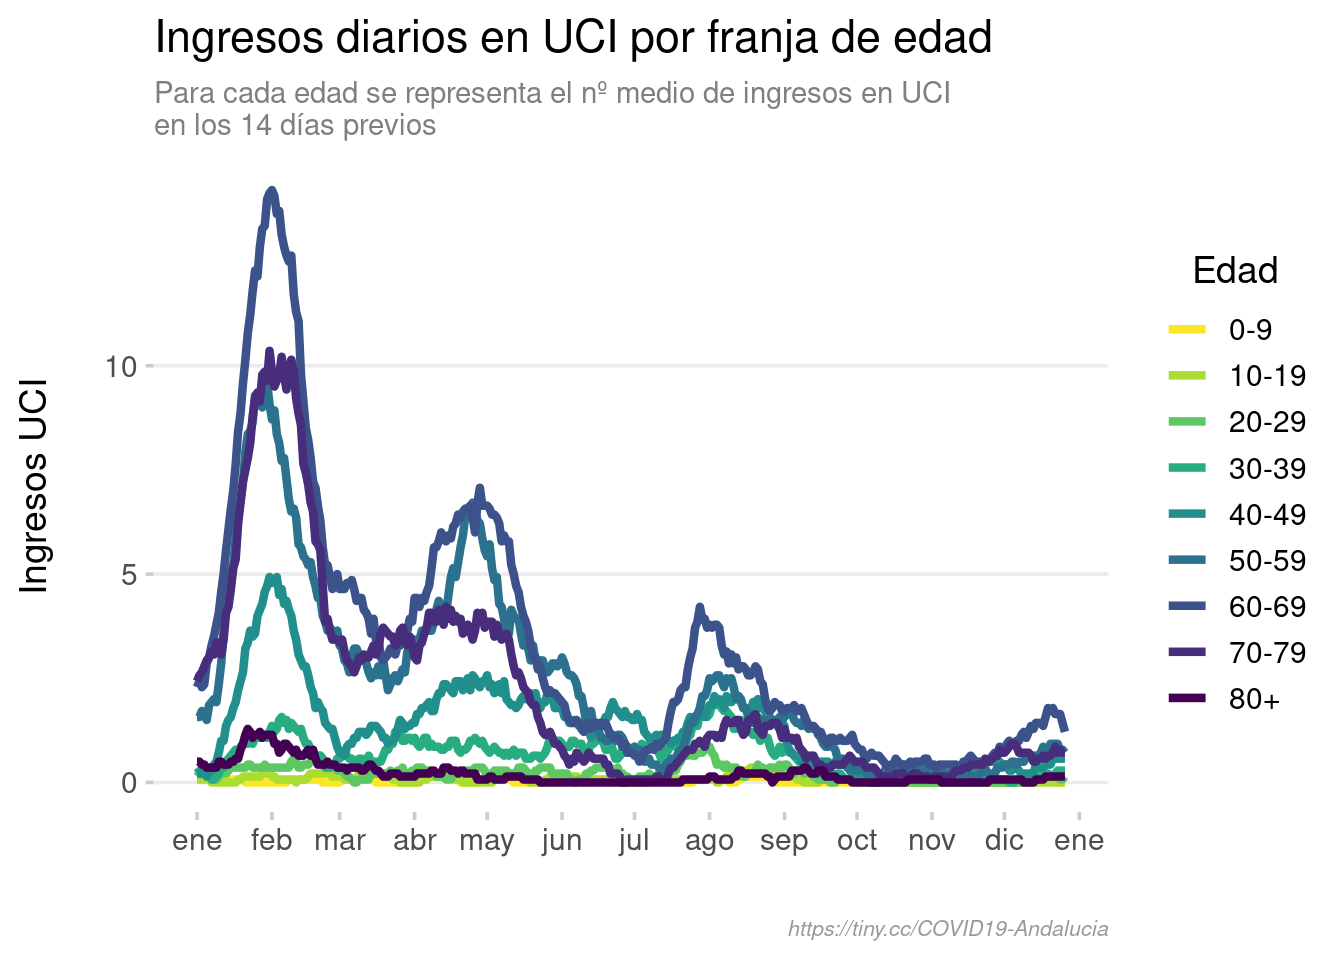 Ingresos diarios en UCI por franja de edad
Para cada edad se representa el nº medio de ingresos en UCI
en los 14 días previos
Ingresos UCI
10
5
0
ene feb mar abr may jun jul ago sep oct nov dic ene
Edad
0-9
10-19
20-29
30-39
40-49
50-59
60-69
70-79
80+
https://tiny.cc/COVID19-Andalucia